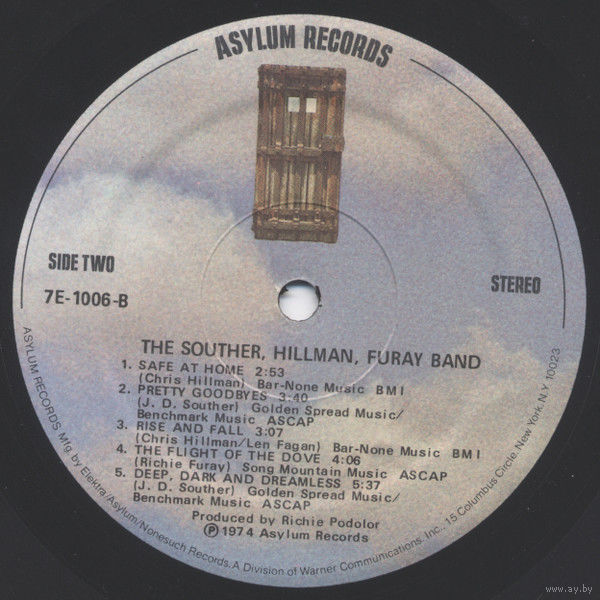 ASYLUM RECORDS
SIDE TWO
STEREO
7E-1006-B
THE SOUTHER, HILLMAN, FURAY BAND
1. SAFE AT HOME 2:53
(Chris Hillman) Bar-None Music BMI
2. PRETTY GOODBYES 3:40
(J. D. Souther) Golden Spread Music/
Benchmark Music ASCAP
3. RISE AND FALL 3:07
(Chris Hillman/Len Fagan) Bar-None Music BMI
4. THE FLIGHT OF THE DOVE 4:06
(Richie Furay) Song Mountain Music ASCAP
5. DEEP, DARK AND DREAMLESS 5:37
(J. D. Souther) Golden Spread Music/
Benchmark Music ASCAP
Produced by Richie Podolor
Ⓟ 1974 Asylum Records
ASYLUM RECORDS Mfg. by Elektra/Asylum/Nonesuch Records, A Division of Warner Communications, Inc., 15 Columbus Circle, New York, N.Y. 10023
www.ay.by